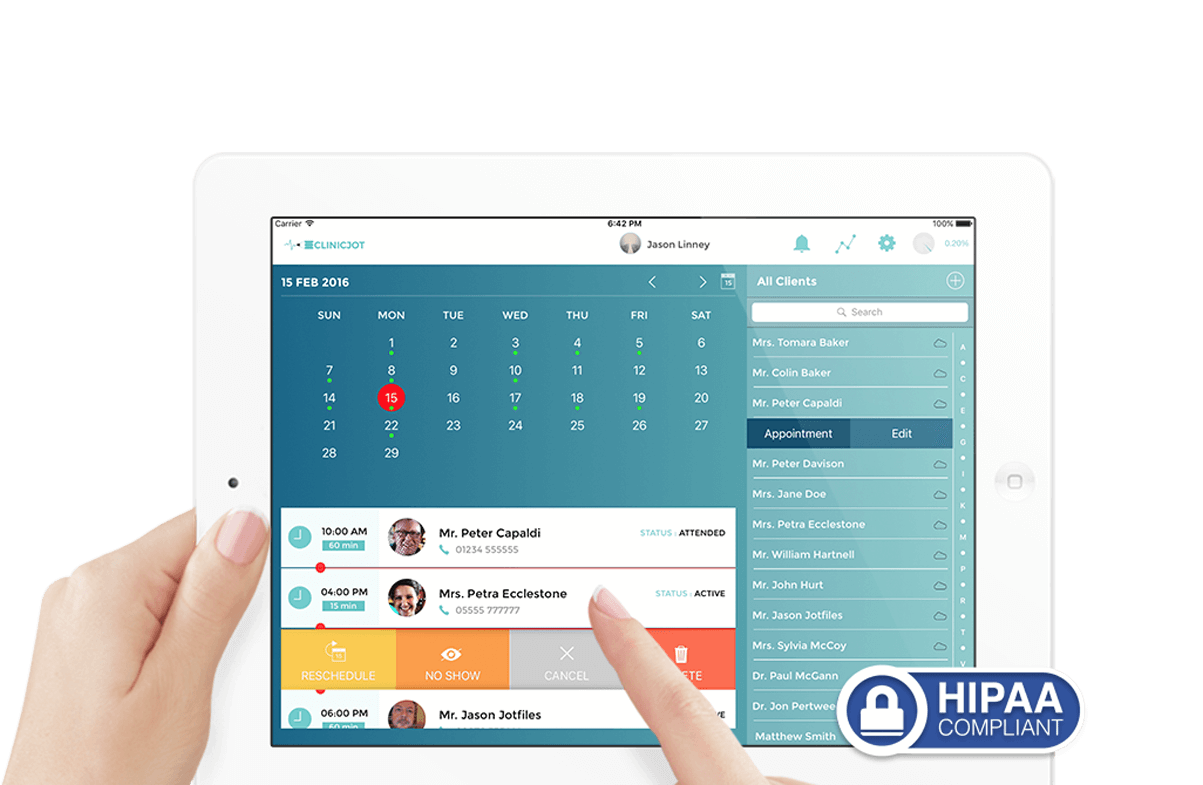 Carrier 6:42 PM 100%
CLINICJOT Jason Linney 0.20%
15 FEB 2016 15
SUN MON TUE WED THU FRI SAT
1 2 3 4 5 6
7 8 9 10 11 12 13
14 15 16 17 18 19 20
21 22 23 24 25 26 27
28 29
10:00 AM Mr. Peter Capaldi STATUS : ATTENDED
60 min 01234 555555
04:00 PM Mrs. Petra Ecclestone STATUS : ACTIVE
15 min 05555 777777
RESCHEDULE NO SHOW CANCEL
06:00 PM Mr. Jason Jotfiles
60 min
All Clients
Search
Mrs. Tomara Baker
Mr. Colin Baker
Mr. Peter Capaldi
Appointment Edit
Mr. Peter Davison
Mrs. Jane Doe
Mrs. Petra Ecclestone
Mr. William Hartnell
Mr. John Hurt
Mr. Jason Jotfiles
Mrs. Sylvia McCoy
Dr. Paul McGann
Dr. Jon Pertwee
Matthew Smith
A
C
E
G
I
K
M
P
R
T
V
HIPAA
COMPLIANT